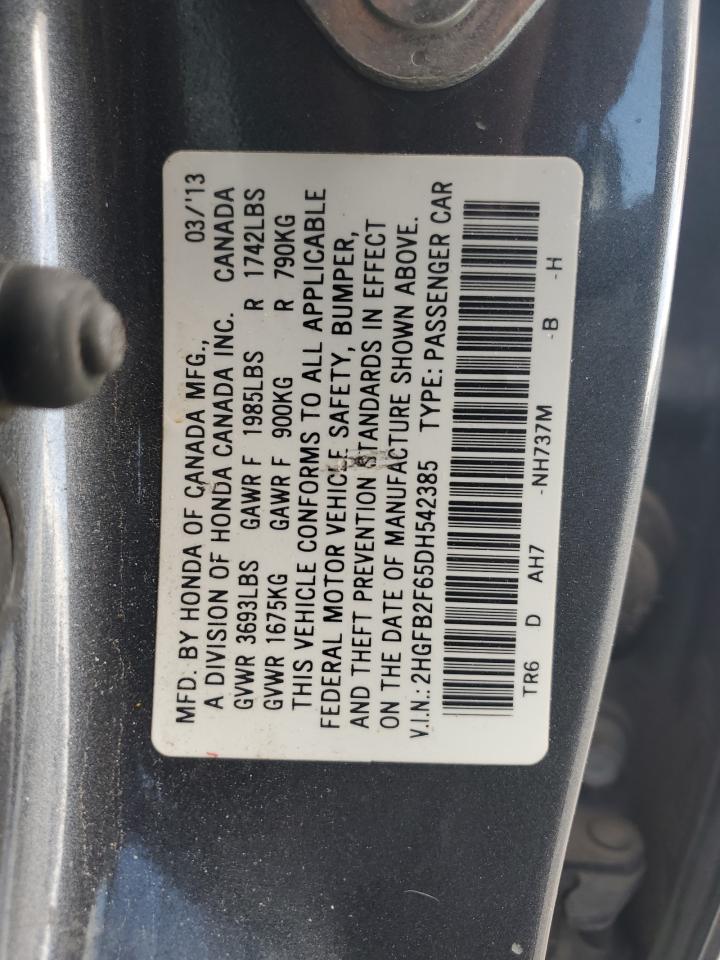 MFD. BY HONDA OF CANADA MFG., 03/'13
A DIVISION OF HONDA CANADA INC. CANADA
GVWR 3693LBS GAWR F 1985LBS R 1742LBS
GVWR 1675KG GAWR F 900KG R 790KG
THIS VEHICLE CONFORMS TO ALL APPLICABLE
FEDERAL MOTOR VEHICLE SAFETY, BUMPER,
AND THEFT PREVENTION STANDARDS IN EFFECT
ON THE DATE OF MANUFACTURE SHOWN ABOVE.
V.I.N.: 2HGFB2F65DH542385 TYPE: PASSENGER CAR
TR6 D AH7 -NH737M -B -H